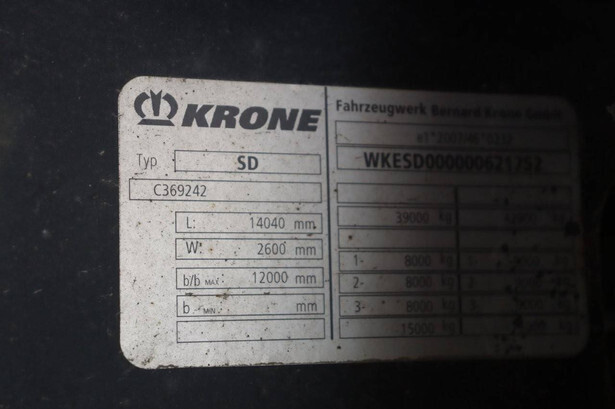 KRONE
Fahrzeugwerk Bernard Krone GmbH
Typ SD
WKESD000000621752
C369242
L: 14040 mm
39000 kg
W: 2600 mm
b/b MAX 12000 mm
1- 8000 kg
b MIN mm
2- 8000 kg
3- 8000 kg
15000 kg